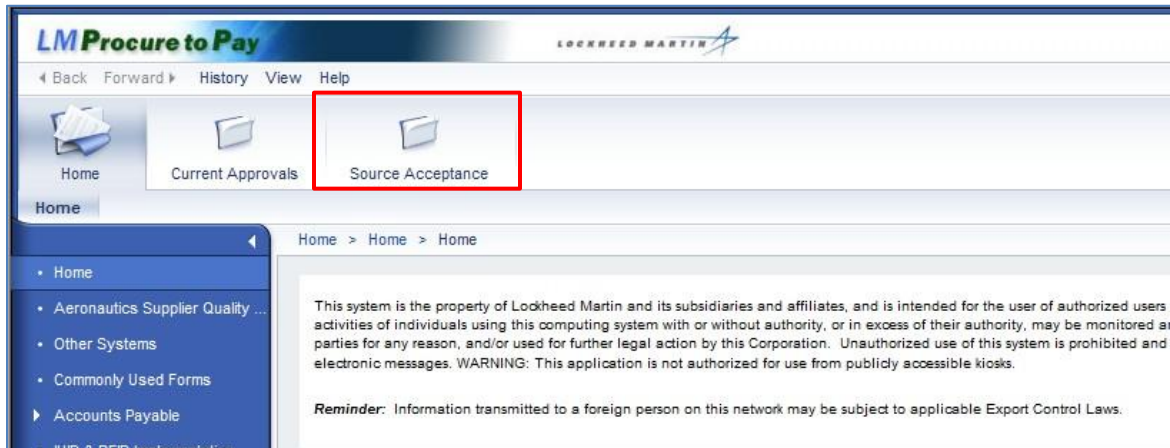 LMProcure to Pay
LOCKHEED MARTIN
Back Forward History View Help
Home
Current Approvals
Source Acceptance
Home
Home > Home > Home
• Home
• Aeronautics Supplier Quality ...
• Other Systems
• Commonly Used Forms
Accounts Payable
This system is the property of Lockheed Martin and its subsidiaries and affiliates, and is intended for the user of authorized users
activities of individuals using this computing system with or without authority, or in excess of their authority, may be monitored
parties for any reason, and/or used for further legal action by this Corporation. Unauthorized use of this system is prohibited and
electronic messages. WARNING: This application is not authorized for use from publicly accessible kiosks.
Reminder: Information transmitted to a foreign person on this network may be subject to applicable Export Control Laws.